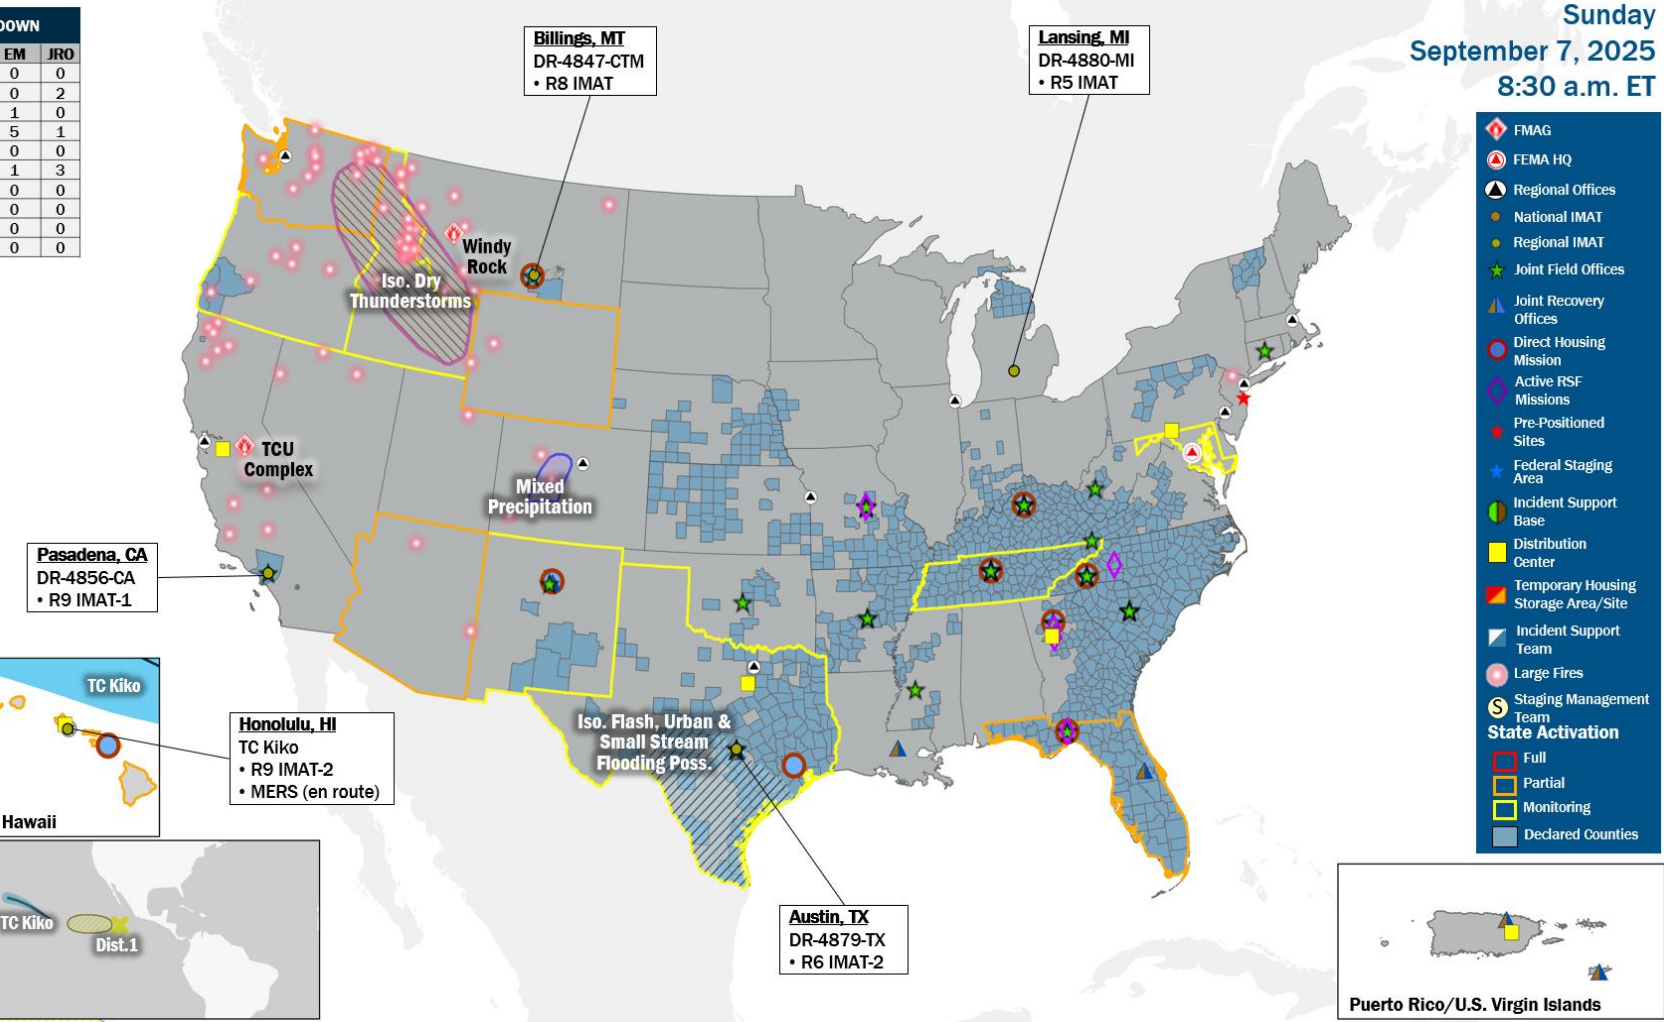 DOWN
EM JRO
0 0
0 2
1 0
5 1
0 0
1 3
0 0
0 0
0 0
0 0
Billings, MT
DR-4847-CTM
• R8 IMAT
Lansing, MI
DR-4880-MI
• R5 IMAT
Sunday
September 7, 2025
8:30 a.m. ET
FMAG
FEMA HQ
Regional Offices
National IMAT
Regional IMAT
Joint Field Offices
Joint Recovery
Offices
Direct Housing
Mission
Active RSF
Missions
Pre-Positioned
Sites
Federal Staging
Area
Incident Support
Base
Distribution
Center
Temporary Housing
Storage Area/Site
Incident Support
Team
Large Fires
S
Staging Management
Team
State Activation
Full
Partial
Monitoring
Declared Counties
Windy
Rock
Iso. Dry
Thunderstorms
TCU
Complex
Mixed
Precipitation
Pasadena, CA
DR-4856-CA
• R9 IMAT-1
TC Kiko
Hawaii
Honolulu, HI
TC Kiko
• R9 IMAT-2
• MERS (en route)
Iso. Flash, Urban &
Small Stream
Flooding Poss.
TC Kiko
Dist.1
Austin, TX
DR-4879-TX
• R6 IMAT-2
Puerto Rico/U.S. Virgin Islands